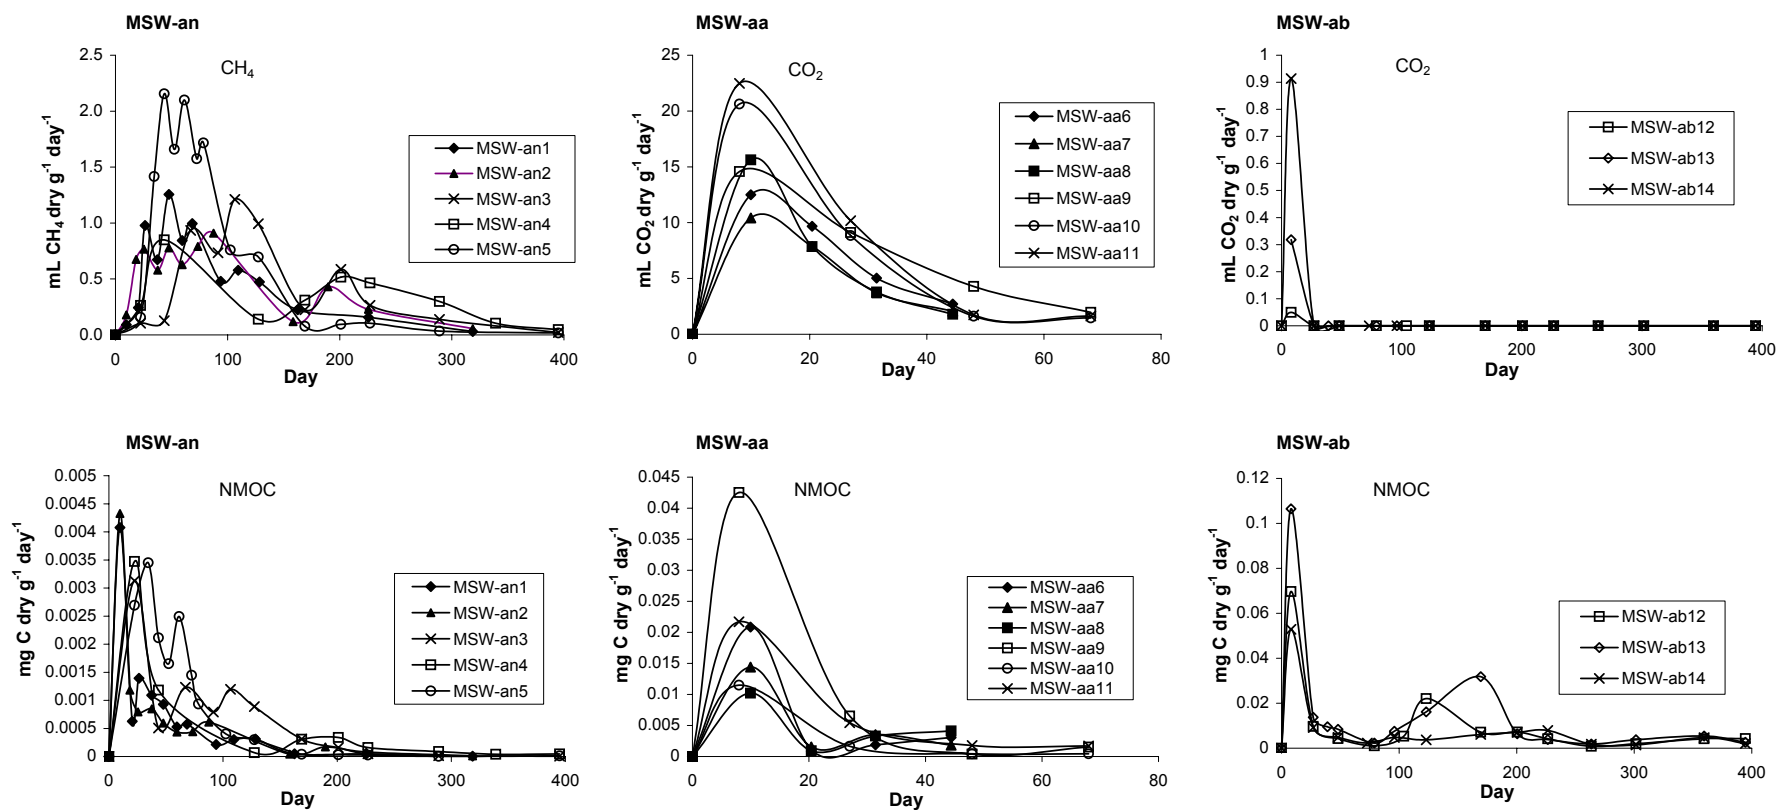 MSW-an
CH4
mL CH4 dry g-1 day-1
2.5
2.0
1.5
1.0
0.5
0.0
0 100 200 300 400
Day
MSW-an1
MSW-an2
MSW-an3
MSW-an4
MSW-an5
MSW-aa
CO2
mL CO2 dry g-1 day-1
25
20
15
10
5
0
0 20 40 60 80
Day
MSW-aa6
MSW-aa7
MSW-aa8
MSW-aa9
MSW-aa10
MSW-aa11
MSW-ab
CO2
mL CO2 dry g-1 day-1
1
0.9
0.8
0.7
0.6
0.5
0.4
0.3
0.2
0.1
0
0 100 200 300 400
Day
MSW-ab12
MSW-ab13
MSW-ab14
MSW-an
NMOC
mg C dry g-1 day-1
0.005
0.0045
0.004
0.0035
0.003
0.0025
0.002
0.0015
0.001
0.0005
0
0 100 200 300 400
Day
MSW-an1
MSW-an2
MSW-an3
MSW-an4
MSW-an5
MSW-aa
NMOC
mg C dry g-1 day-1
0.045
0.04
0.035
0.03
0.025
0.02
0.015
0.01
0.005
0
0 20 40 60 80
Day
MSW-aa6
MSW-aa7
MSW-aa8
MSW-aa9
MSW-aa10
MSW-aa11
MSW-ab
NMOC
mg C dry g-1 day-1
0.12
0.1
0.08
0.06
0.04
0.02
0
0 100 200 300 400
Day
MSW-ab12
MSW-ab13
MSW-ab14